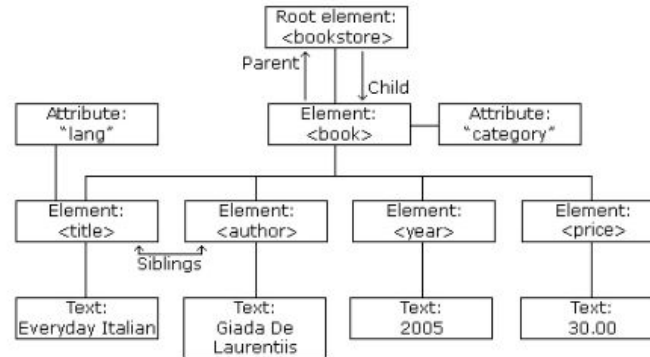 Root element:
<bookstore>
Parent
Child
Attribute:
"lang"
Element:
<book>
Attribute:
"category"
Element:
<title>
Element:
<author>
Element:
<year>
Element:
<price>
Siblings
Text:
Everyday Italian
Text:
Giada De
Laurentiis
Text:
2005
Text:
30.00